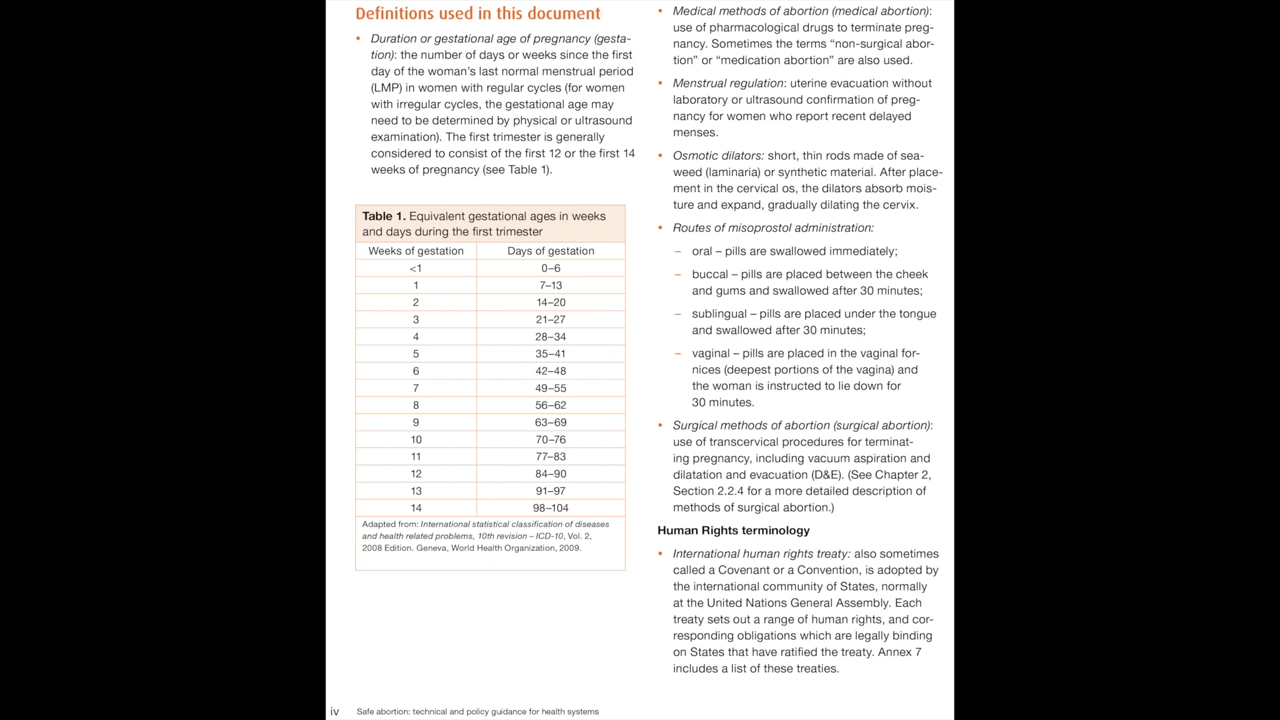 Definitions used in this document
• Duration or gestational age of pregnancy (gesta-
tion): the number of days or weeks since the first
day of the woman's last normal menstrual period
(LMP) in women with regular cycles (for women
with irregular cycles, the gestational age may
need to be determined by physical or ultrasound
examination). The first trimester is generally
considered to consist of the first 12 or the first 14
weeks of pregnancy (see Table 1).
Table 1. Equivalent gestational ages in weeks
and days during the first trimester
Weeks of gestation Days of gestation
<1 0–6
1 7–13
2 14–20
3 21–27
4 28–34
5 35–41
6 42–48
7 49–55
8 56–62
9 63–69
10 70–76
11 77–83
12 84–90
13 91–97
14 98–104
Adapted from: International statistical classification of diseases
and health related problems, 10th revision – ICD-10, Vol. 2,
2008 Edition. Geneva, World Health Organization, 2009.
• Medical methods of abortion (medical abortion):
use of pharmacological drugs to terminate preg-
nancy. Sometimes the terms "non-surgical abor-
tion" or "medication abortion" are also used.
• Menstrual regulation: uterine evacuation without
laboratory or ultrasound confirmation of preg-
nancy for women who report recent delayed
menses.
• Osmotic dilators: short, thin rods made of sea-
weed (laminaria) or synthetic material. After place-
ment in the cervical os, the dilators absorb mois-
ture and expand, gradually dilating the cervix.
• Routes of misoprostol administration:
– oral – pills are swallowed immediately;
– buccal – pills are placed between the cheek
and gums and swallowed after 30 minutes;
– sublingual – pills are placed under the tongue
and swallowed after 30 minutes;
– vaginal – pills are placed in the vaginal for-
nices (deepest portions of the vagina) and
the woman is instructed to lie down for
30 minutes.
• Surgical methods of abortion (surgical abortion):
use of transcervical procedures for terminat-
ing pregnancy, including vacuum aspiration and
dilatation and evacuation (D&E). (See Chapter 2,
Section 2.2.4 for a more detailed description of
methods of surgical abortion.)
Human Rights terminology
• International human rights treaty: also sometimes
called a Covenant or a Convention, is adopted by
the international community of States, normally
at the United Nations General Assembly. Each
treaty sets out a range of human rights, and cor-
responding obligations which are legally binding
on States that have ratified the treaty. Annex 7
includes a list of these treaties.
iv Safe abortion: technical and policy guidance for health systems